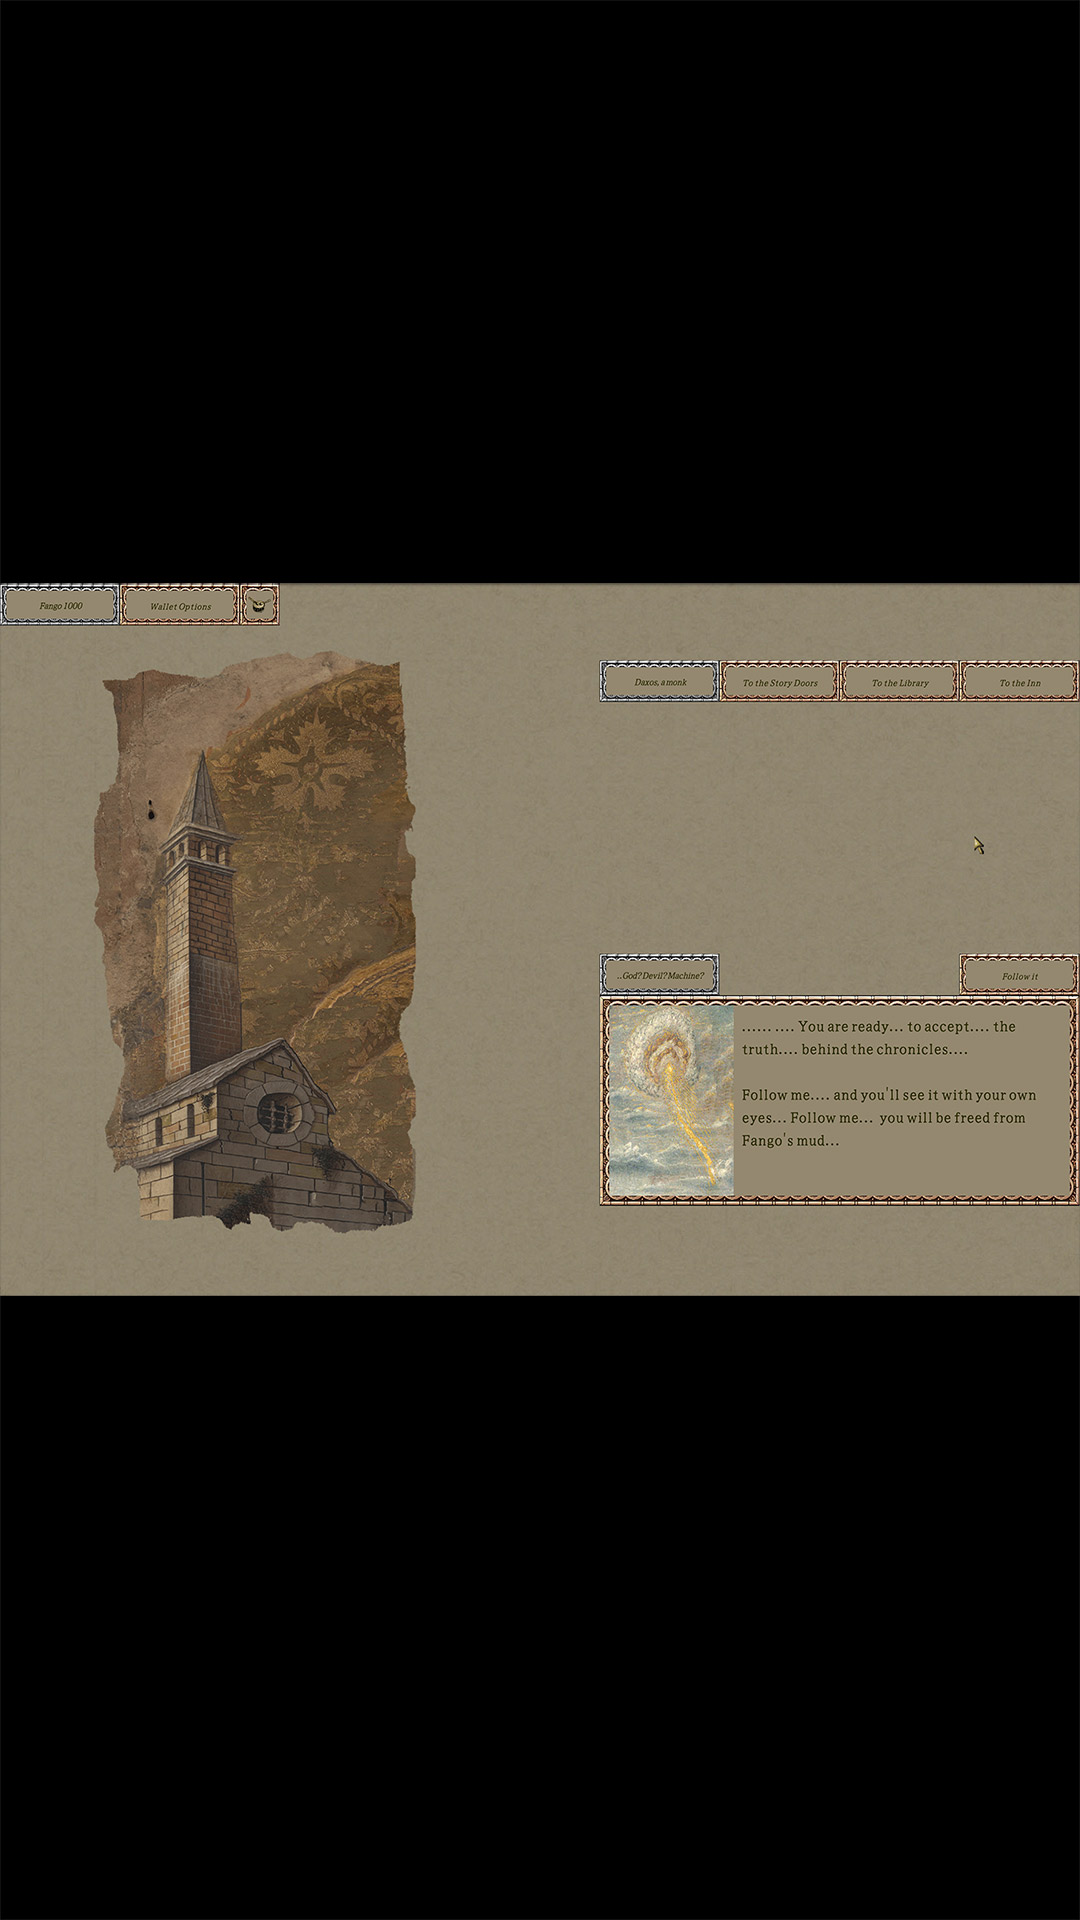 Fango 1000
Wallet Options
Daxos, a monk
To the Story Doors
To the Library
To the Inn
..God? Devil? Machine?
Follow it
...... .... You are ready... to accept.... the
truth.... behind the chronicles....
Follow me.... and you'll see it with your own
eyes... Follow me... you will be freed from
Fango's mud...